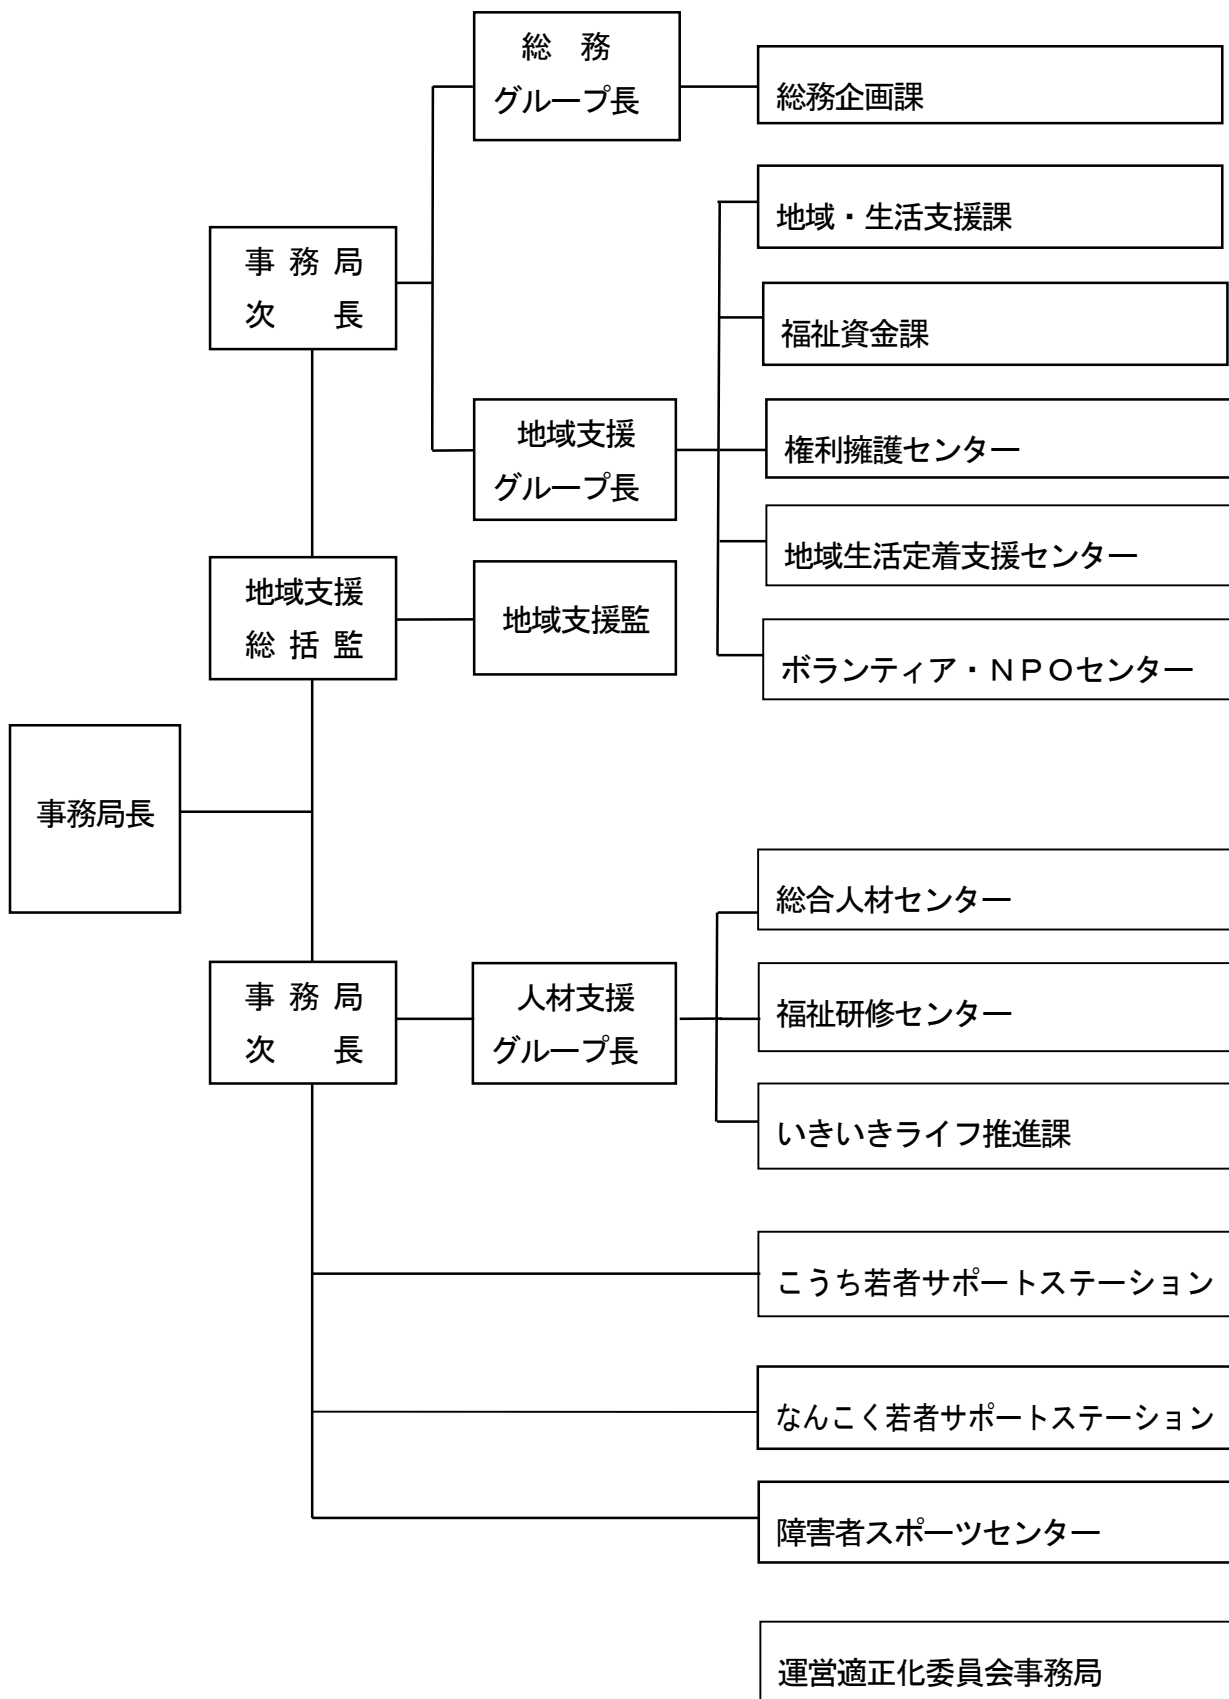 総　務
グループ長
総務企画課
地域・生活支援課
事 務 局
次　　長
福祉資金課
地域支援
グループ長
権利擁護センター
地域生活定着支援センター
地域支援
総 括 監
地域支援監
ボランティア・ＮＰＯセンター
事務局長
総合人材センター
事 務 局
次　　長
人材支援
グループ長
福祉研修センター
いきいきライフ推進課
こうち若者サポートステーション
なんこく若者サポートステーション
障害者スポーツセンター
運営適正化委員会事務局